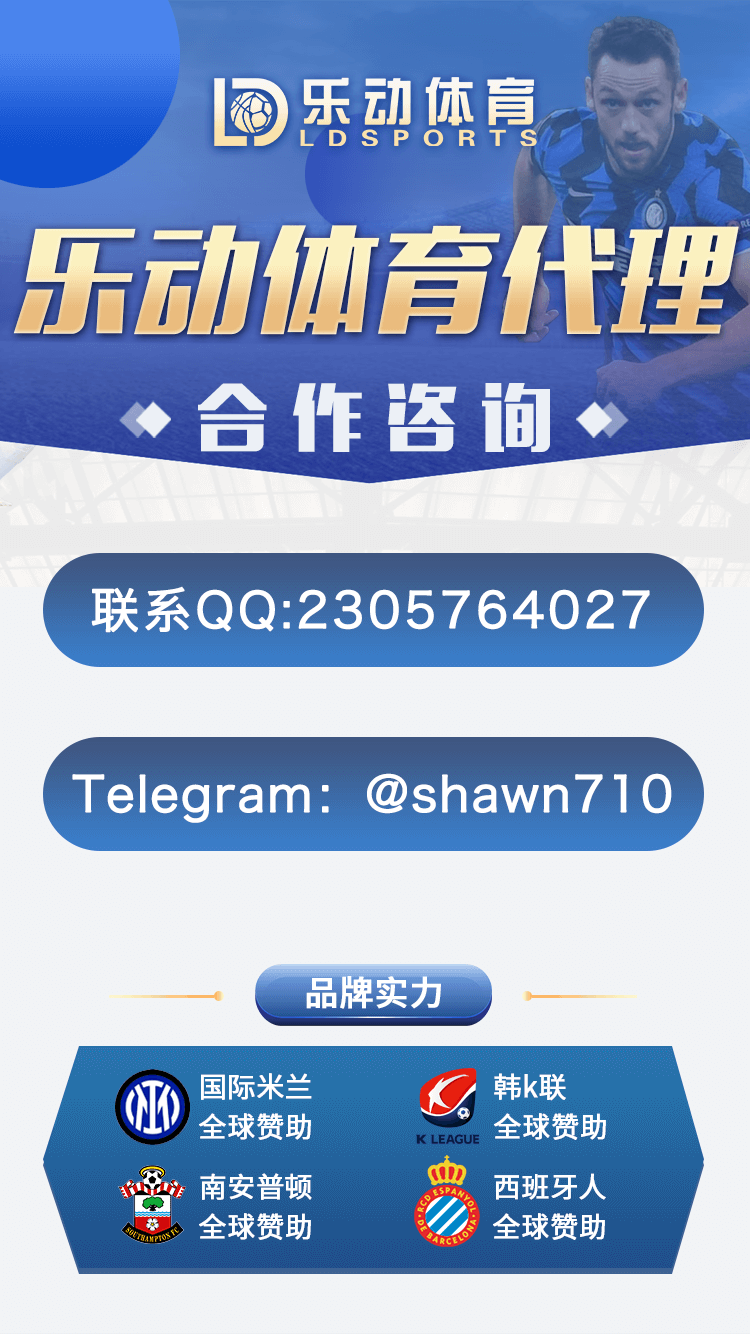 乐动体育
LDSPORTS
乐动体育代理
合作咨询
联系QQ:2305764027
Telegram：@shawn710
品牌实力
国际米兰
全球赞助
韩k联
全球赞助
K LEAGUE
南安普顿
全球赞助
SOUTHAMPTON FC
西班牙人
全球赞助
RCD ESPANYOL
DE BARCELONA